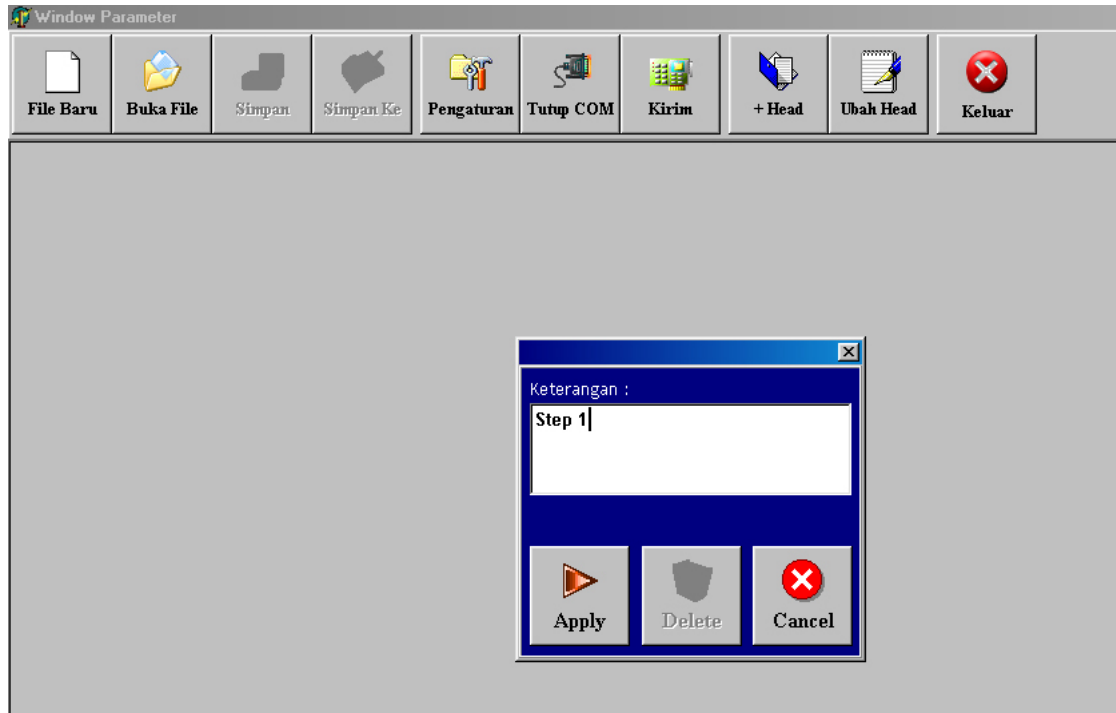 Window Parameter
File Baru Buka File Simpan Simpan Ke Pengaturan Tutup COM Kirim + Head Ubah Head Keluar
Keterangan :
Step 1
Apply Delete Cancel